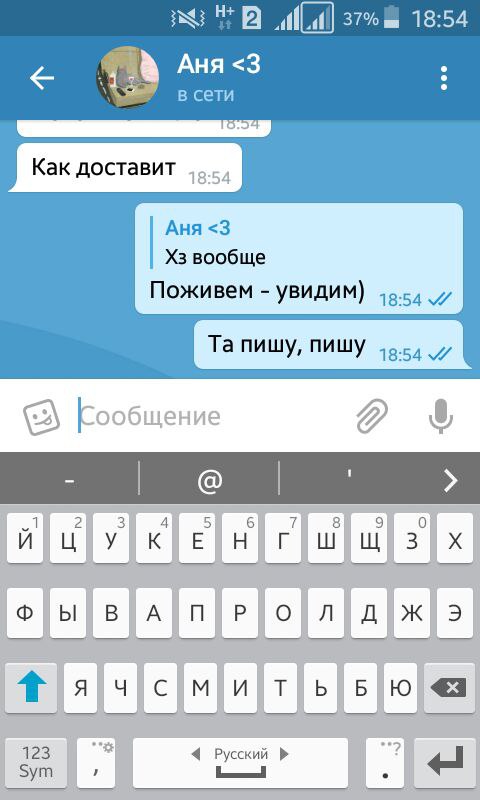 H+ 2 37% 18:54
Аня <3
в сети
18:54
Как доставит 18:54
Аня <3
Хз вообще
Поживем - увидим) 18:54
Та пишу, пишу 18:54
Сообщение
- @ '
1 2 3 4 5 6 7 8 9 0
Й Ц У К Е Н Г Ш Щ З Х
Ф Ы В А П Р О Л Д Ж Э
Я Ч С М И Т Ь Б Ю
123 , Русский . ?
Sym